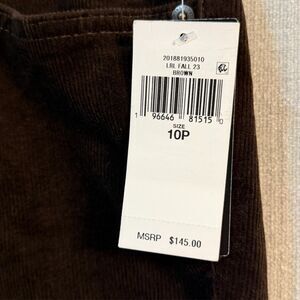 201881935010
LRL FALL 23
BROWN
1 96646 81515 0
SIZE
10P
MSRP $145.00